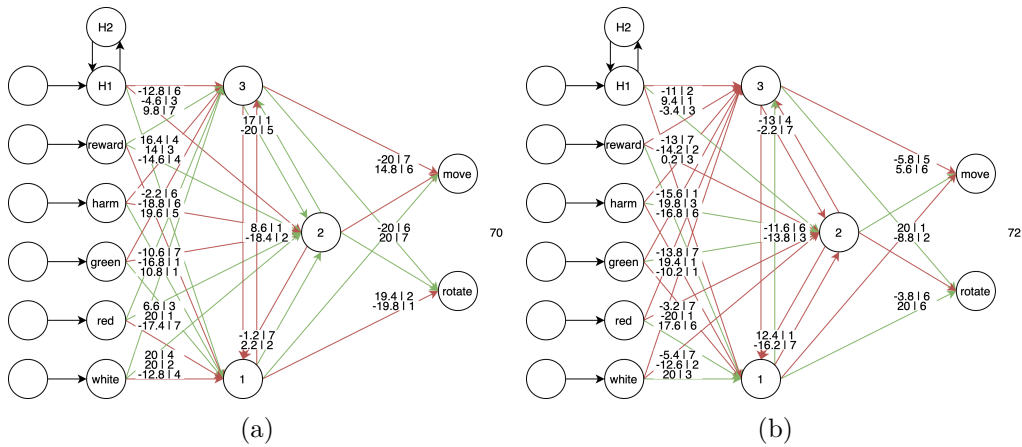 H2
H1
reward
harm
green
red
white
-12.8 | 6
-4.6 | 3
9.8 | 7
16.4 | 4
14 | 3
-14.6 | 4
-2.2 | 6
-18.8 | 6
19.6 | 5
-10.6 | 7
-16.8 | 1
10.8 | 1
6.6 | 3
20 | 1
-17.4 | 7
20 | 4
20 | 2
-12.8 | 4
3
17 | 1
-20 | 5
8.6 | 1
-18.4 | 2
2
-1.2 | 7
2.2 | 2
1
-20 | 7
14.8 | 6
-20 | 6
20 | 7
19.4 | 2
-19.8 | 1
move
rotate
70
(a)
H2
H1
reward
harm
green
red
white
-11 | 2
9.4 | 1
-3.4 | 3
-13 | 7
-14.2 | 2
0.2 | 3
-15.6 | 1
19.8 | 3
-16.8 | 6
-13.8 | 7
19.4 | 1
-10.2 | 1
-3.2 | 7
-20 | 1
17.6 | 6
-5.4 | 7
-12.6 | 2
20 | 3
3
-13 | 4
-2.2 | 7
-11.6 | 6
-13.8 | 3
2
12.4 | 1
-16.2 | 7
1
-5.8 | 5
5.6 | 6
20 | 1
-8.8 | 2
-3.8 | 6
20 | 6
move
rotate
72
(b)